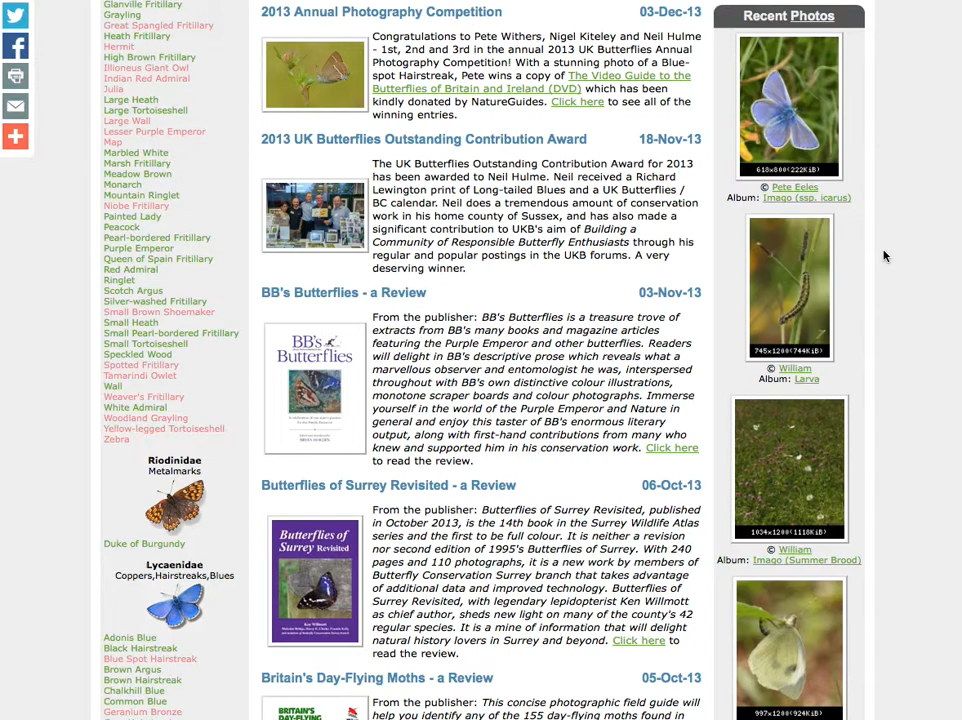 Glanville Fritillary
Grayling
Great Spangled Fritillary
Heath Fritillary
Hermit
High Brown Fritillary
Illioneus Giant Owl
Indian Red Admiral
Julia
Large Heath
Large Tortoiseshell
Large Wall
Lesser Purple Emperor
Map
Marbled White
Marsh Fritillary
Meadow Brown
Monarch
Mountain Ringlet
Niobe Fritillary
Painted Lady
Peacock
Pearl-bordered Fritillary
Purple Emperor
Queen of Spain Fritillary
Red Admiral
Ringlet
Scotch Argus
Silver-washed Fritillary
Small Brown Shoemaker
Small Heath
Small Pearl-bordered Fritillary
Small Tortoiseshell
Speckled Wood
Spotted Fritillary
Tamarindi Owlet
Wall
Weaver's Fritillary
White Admiral
Woodland Grayling
Yellow-legged Tortoiseshell
Zebra
Riodinidae
Metalmarks
Duke of Burgundy
Lycaenidae
Coppers,Hairstreaks,Blues
Adonis Blue
Black Hairstreak
Blue Spot Hairstreak
Brown Argus
Brown Hairstreak
Chalkhill Blue
Common Blue
Geranium Bronze
2013 Annual Photography Competition 03-Dec-13
Congratulations to Pete Withers, Nigel Kiteley and Neil Hulme
- 1st, 2nd and 3rd in the annual 2013 UK Butterflies Annual
Photography Competition! With a stunning photo of a Blue-
spot Hairstreak, Pete wins a copy of The Video Guide to the
Butterflies of Britain and Ireland (DVD) which has been
kindly donated by NatureGuides. Click here to see all of the
winning entries.
2013 UK Butterflies Outstanding Contribution Award 18-Nov-13
The UK Butterflies Outstanding Contribution Award for 2013
has been awarded to Neil Hulme. Neil received a Richard
Lewington print of Long-tailed Blues and a UK Butterflies /
BC calendar. Neil does a tremendous amount of conservation
work in his home county of Sussex, and has also made a
significant contribution to UKB's aim of Building a
Community of Responsible Butterfly Enthusiasts through his
regular and popular postings in the UKB forums. A very
deserving winner.
BB's Butterflies - a Review 03-Nov-13
BB's
Butterflies
From the publisher: BB's Butterflies is a treasure trove of
extracts from BB's many books and magazine articles
featuring the Purple Emperor and other butterflies. Readers
will delight in BB's descriptive prose which reveals what a
marvellous observer and entomologist he was, interspersed
throughout with BB's own distinctive colour illustrations,
monotone scraper boards and colour photographs. Immerse
yourself in the world of the Purple Emperor and Nature in
general and enjoy this taster of BB's enormous literary
output, along with first-hand contributions from many who
knew and supported him in his conservation work. Click here
to read the review.
Butterflies of Surrey Revisited - a Review 06-Oct-13
Butterflies of
Surrey Revisited
Ken Willmott
From the publisher: Butterflies of Surrey Revisited, published
in October 2013, is the 14th book in the Surrey Wildlife Atlas
series and the first to be full colour. It is neither a revision
nor second edition of 1995's Butterflies of Surrey. With 240
pages and 110 photographs, it is a new work by members of
Butterfly Conservation Surrey branch that takes advantage
of additional data and improved technology. Butterflies of
Surrey Revisited, with legendary lepidopterist Ken Willmott
as chief author, sheds new light on many of the county's 42
regular species. It is a mine of information that will delight
natural history lovers in Surrey and beyond. Click here to
read the review.
Britain's Day-Flying Moths - a Review 05-Oct-13
BRITAIN'S
DAY-FLYING
From the publisher: This concise photographic field guide will
help you identify any of the 155 day-flying moths found in
Recent Photos
618x800(222KiB)
© Pete Eeles
Album: Imago (ssp. icarus)
745x1200(744KiB)
© William
Album: Larva
1034x1200(1118KiB)
© William
Album: Imago (Summer Brood)
997x1200(924KiB)